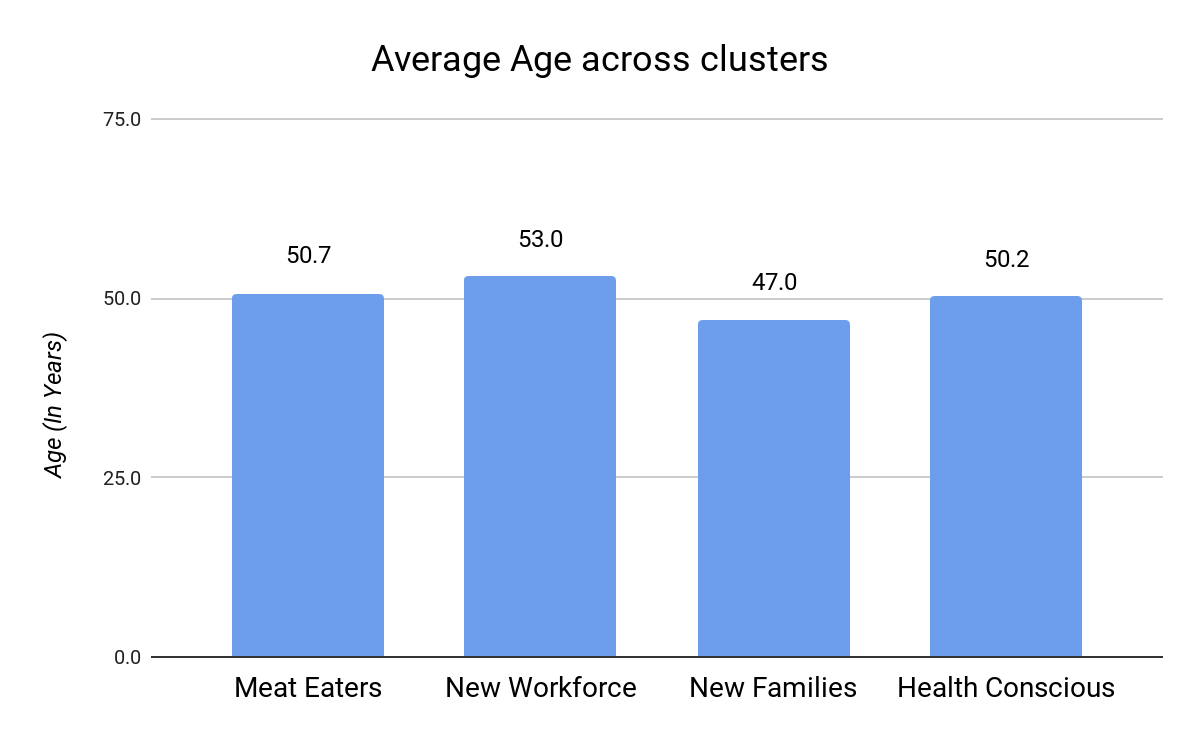 Average Age across clusters
75.0
50.0
25.0
0.0
Age (In Years)
50.7
53.0
47.0
50.2
Meat Eaters
New Workforce
New Families
Health Conscious